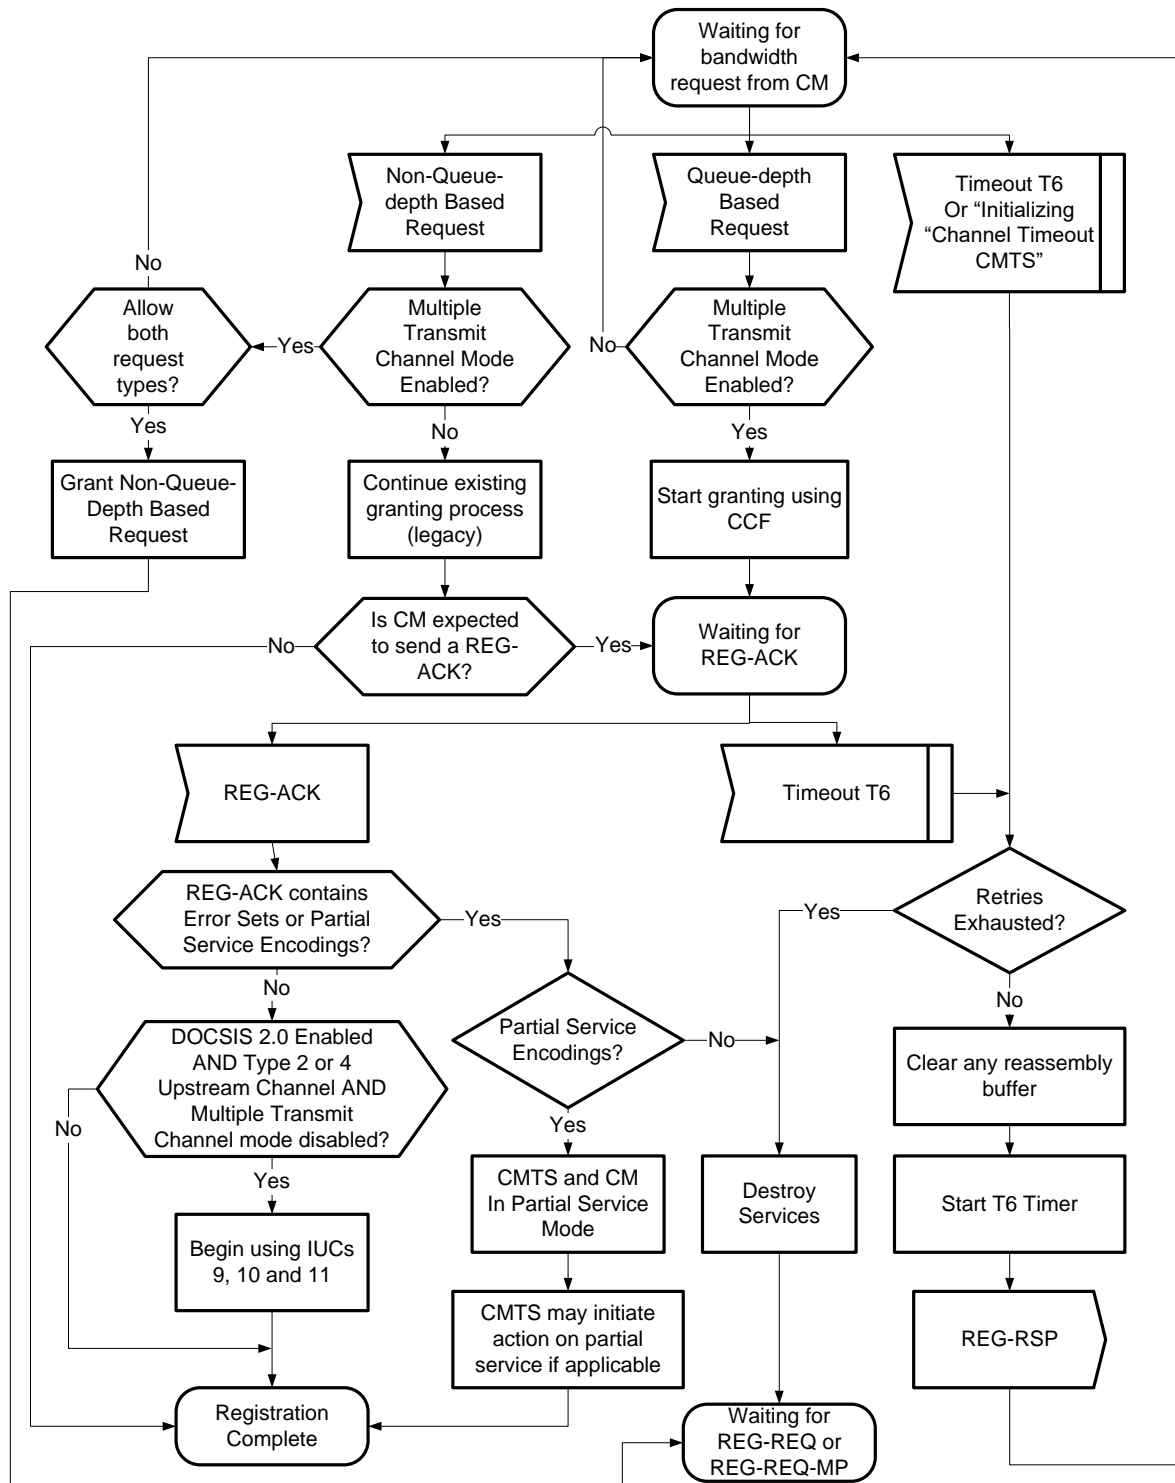 Waiting for
bandwidth
request from CM
Non-Queue-
depth Based
Request
Queue-depth
Based
Request
Timeout T6
Or “Initializing
“Channel Timeout
CMTS”
No
Allow
both
request
types?
Yes
Multiple
Transmit
Channel Mode
Enabled?
No
Multiple
Transmit
Channel Mode
Enabled?
Yes
No
Yes
Grant Non-Queue-
Depth Based
Request
Continue existing
granting process
(legacy)
Start granting using
CCF
No
Is CM expected
to send a REG-
ACK?
Yes
Waiting for
REG-ACK
REG-ACK
Timeout T6
REG-ACK contains
Error Sets or Partial
Service Encodings?
Yes
Yes
Retries
Exhausted?
No
No
DOCSIS 2.0 Enabled
AND Type 2 or 4
Upstream Channel AND
Multiple Transmit
Channel mode disabled?
Partial Service
Encodings?
No
Clear any reassembly
buffer
No
Yes
Yes
CMTS and CM
In Partial Service
Mode
Destroy
Services
Start T6 Timer
Begin using IUCs
9, 10 and 11
CMTS may initiate
action on partial
service if applicable
REG-RSP
Registration
Complete
Waiting for
REG-REQ or
REG-REQ-MP